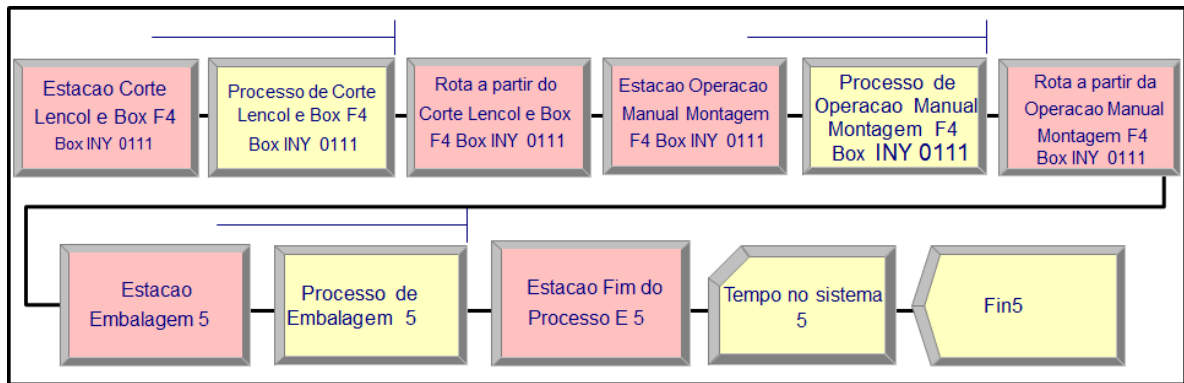 Estacao Corte
Lencol e Box F4
Box INY 0111
Processo de Corte
Lencol e Box F4
Box INY 0111
Rota a partir do
Corte Lencol e Box
F4 Box INY 0111
Estacao Operacao
Manual Montagem
F4 Box INY 0111
Processo de
Operacao Manual
Montagem F4
Box INY 0111
Rota a partir da
Operacao Manual
Montagem F4
Box INY 0111
Estacao
Embalagem 5
Processo de
Embalagem 5
Estacao Fim do
Processo E 5
Tempo no sistema
5
Fin5